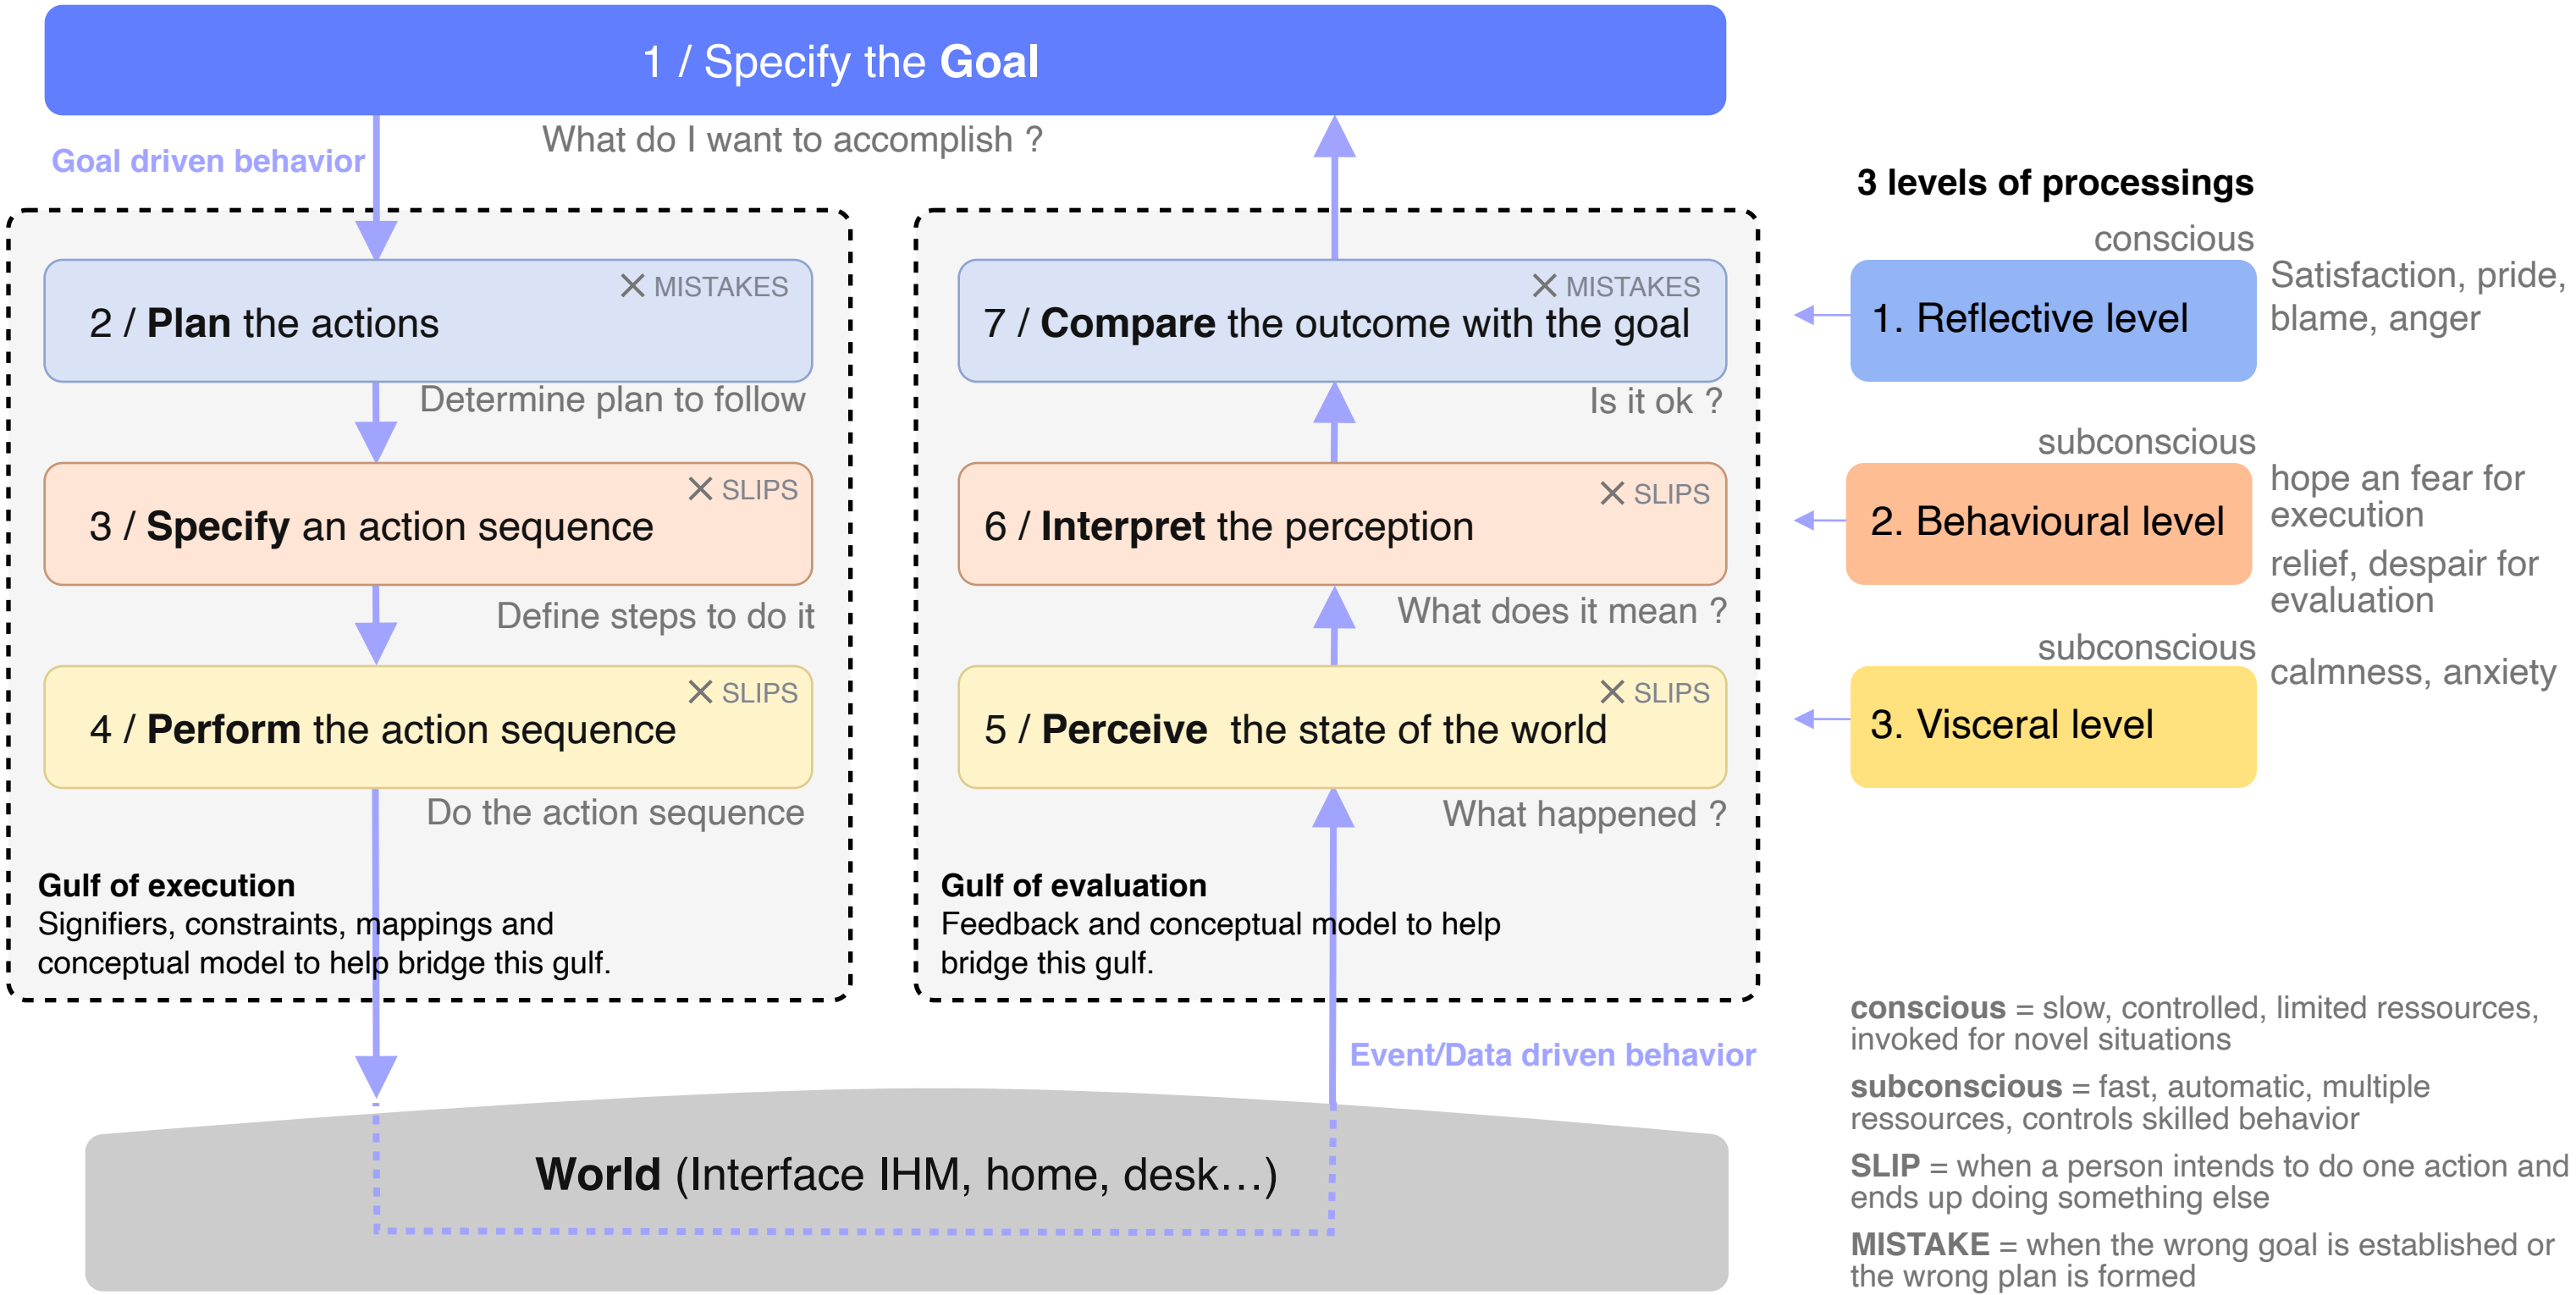 1 / Specify the Goal
What do I want to accomplish ?
Goal driven behavior
2 / Plan the actions
MISTAKES
Determine plan to follow
3 / Specify an action sequence
SLIPS
Define steps to do it
4 / Perform the action sequence
SLIPS
Do the action sequence
Gulf of execution
Signifiers, constraints, mappings and
conceptual model to help bridge this gulf.
MISTAKES
7 / Compare the outcome with the goal
Is it ok ?
SLIPS
6 / Interpret the perception
What does it mean ?
SLIPS
5 / Perceive the state of the world
What happened ?
Gulf of evaluation
Feedback and conceptual model to help
bridge this gulf.
Event/Data driven behavior
World (Interface IHM, home, desk...)
3 levels of processings
conscious
1. Reflective level
Satisfaction, pride,
blame, anger
subconscious
2. Behavioural level
hope an fear for
execution
relief, despair for
evaluation
subconscious
3. Visceral level
calmness, anxiety
conscious = slow, controlled, limited ressources,
invoked for novel situations
subconscious = fast, automatic, multiple
ressources, controls skilled behavior
SLIP = when a person intends to do one action and
ends up doing something else
MISTAKE = when the wrong goal is established or
the wrong plan is formed